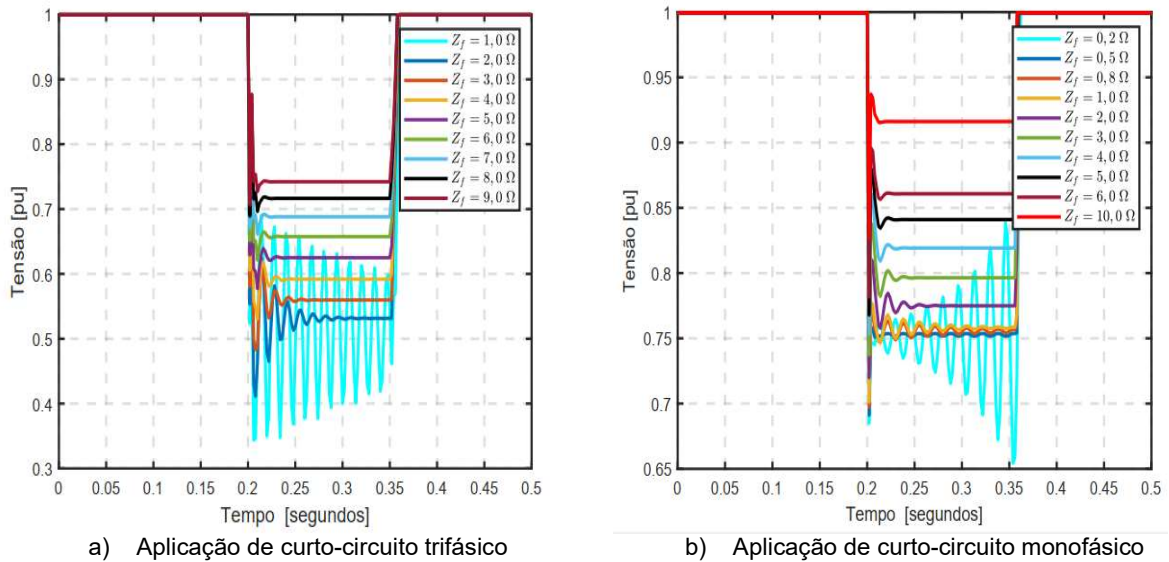 1
0.9
0.8
0.7
0.6
0.5
0.4
0.3
Tensão [pu]
0
0.05
0.1
0.15
0.2
0.25
0.3
0.35
0.4
0.45
0.5
Tempo [segundos]
Z_f = 1,0 Ω
Z_f = 2,0 Ω
Z_f = 3,0 Ω
Z_f = 4,0 Ω
Z_f = 5,0 Ω
Z_f = 6,0 Ω
Z_f = 7,0 Ω
Z_f = 8,0 Ω
Z_f = 9,0 Ω
a) Aplicação de curto-circuito trifásico
1
0.95
0.9
0.85
0.8
0.75
0.7
0.65
Tensão [pu]
0
0.05
0.1
0.15
0.2
0.25
0.3
0.35
0.4
0.45
0.5
Tempo [segundos]
Z_f = 0,2 Ω
Z_f = 0,5 Ω
Z_f = 0,8 Ω
Z_f = 1,0 Ω
Z_f = 2,0 Ω
Z_f = 3,0 Ω
Z_f = 4,0 Ω
Z_f = 5,0 Ω
Z_f = 6,0 Ω
Z_f = 10,0 Ω
b) Aplicação de curto-circuito monofásico